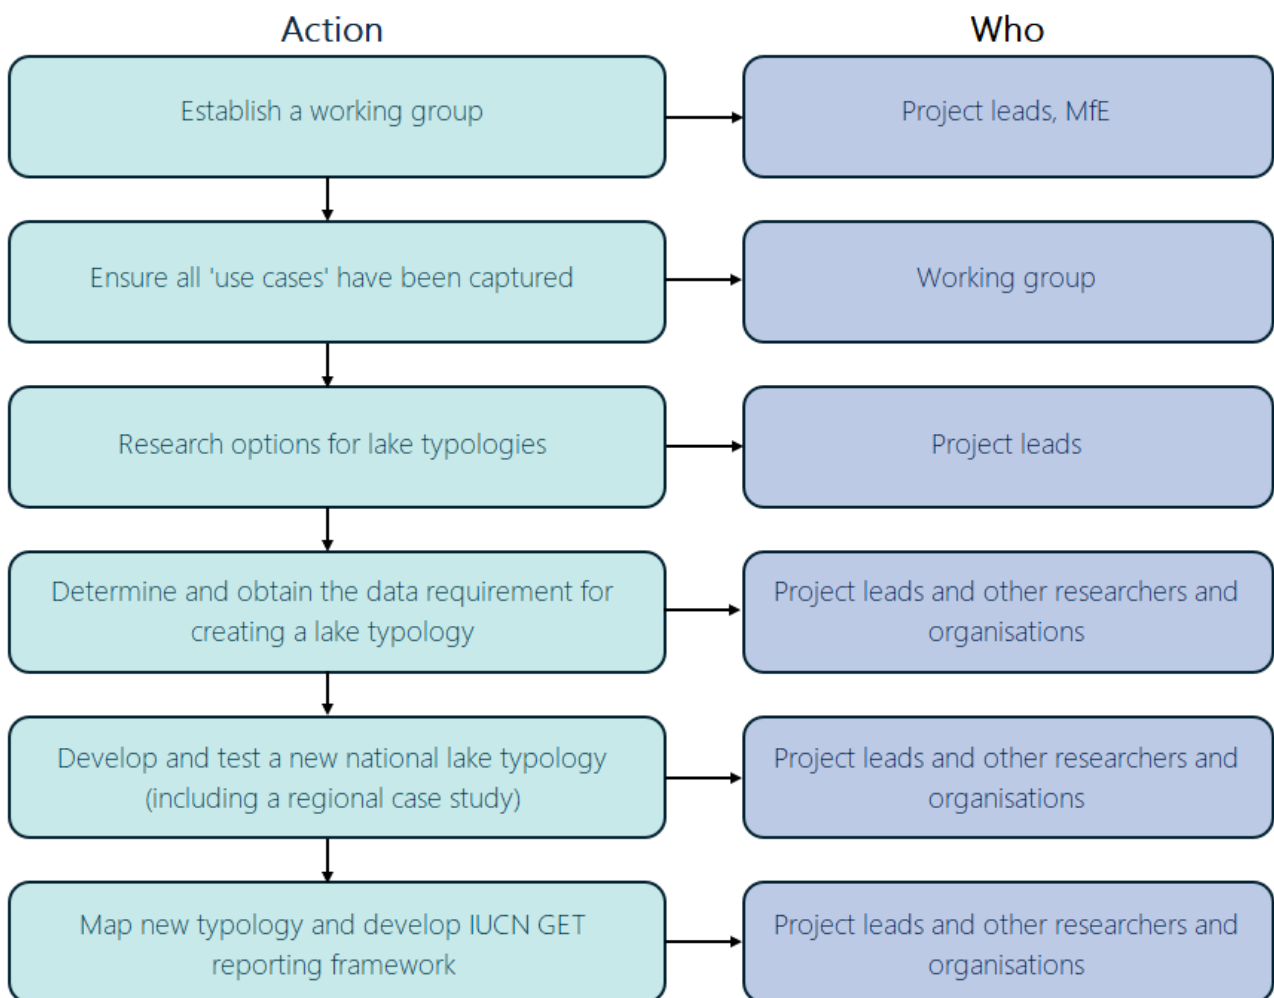 Action
Who
Establish a working group
Project leads, MfE
Ensure all 'use cases' have been captured
Working group
Research options for lake typologies
Project leads
Determine and obtain the data requirement for
creating a lake typology
Project leads and other researchers and
organisations
Develop and test a new national lake typology
(including a regional case study)
Project leads and other researchers and
organisations
Map new typology and develop IUCN GET
reporting framework
Project leads and other researchers and
organisations